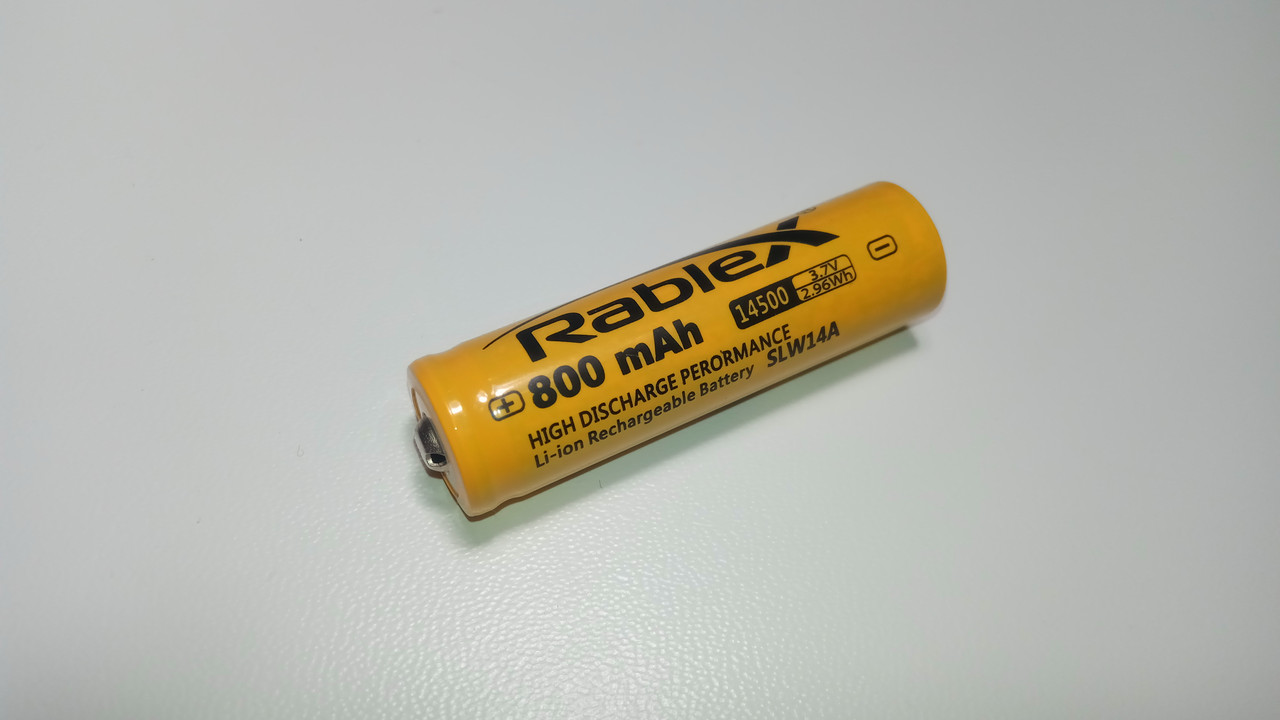 RableX
+ 800 mAh
14500 3.7V
2.96Wh
-
HIGH DISCHARGE PERORMANCE
Li-ion Rechargeable Battery SLW14A